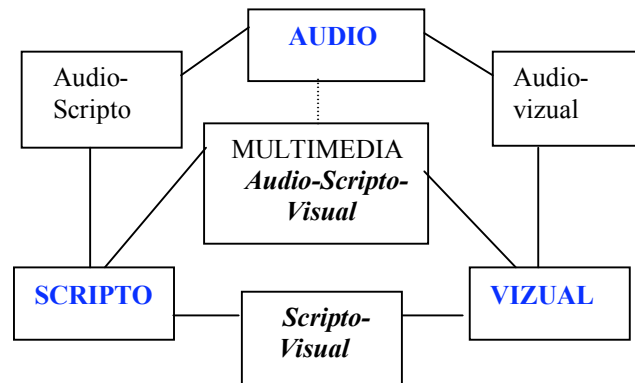 AUDIO
Audio-
Scripto
Audio-
vizual
MULTIMEDIA
Audio-Scripto-
Visual
SCRIPTO
VIZUAL
Scripto-
Visual